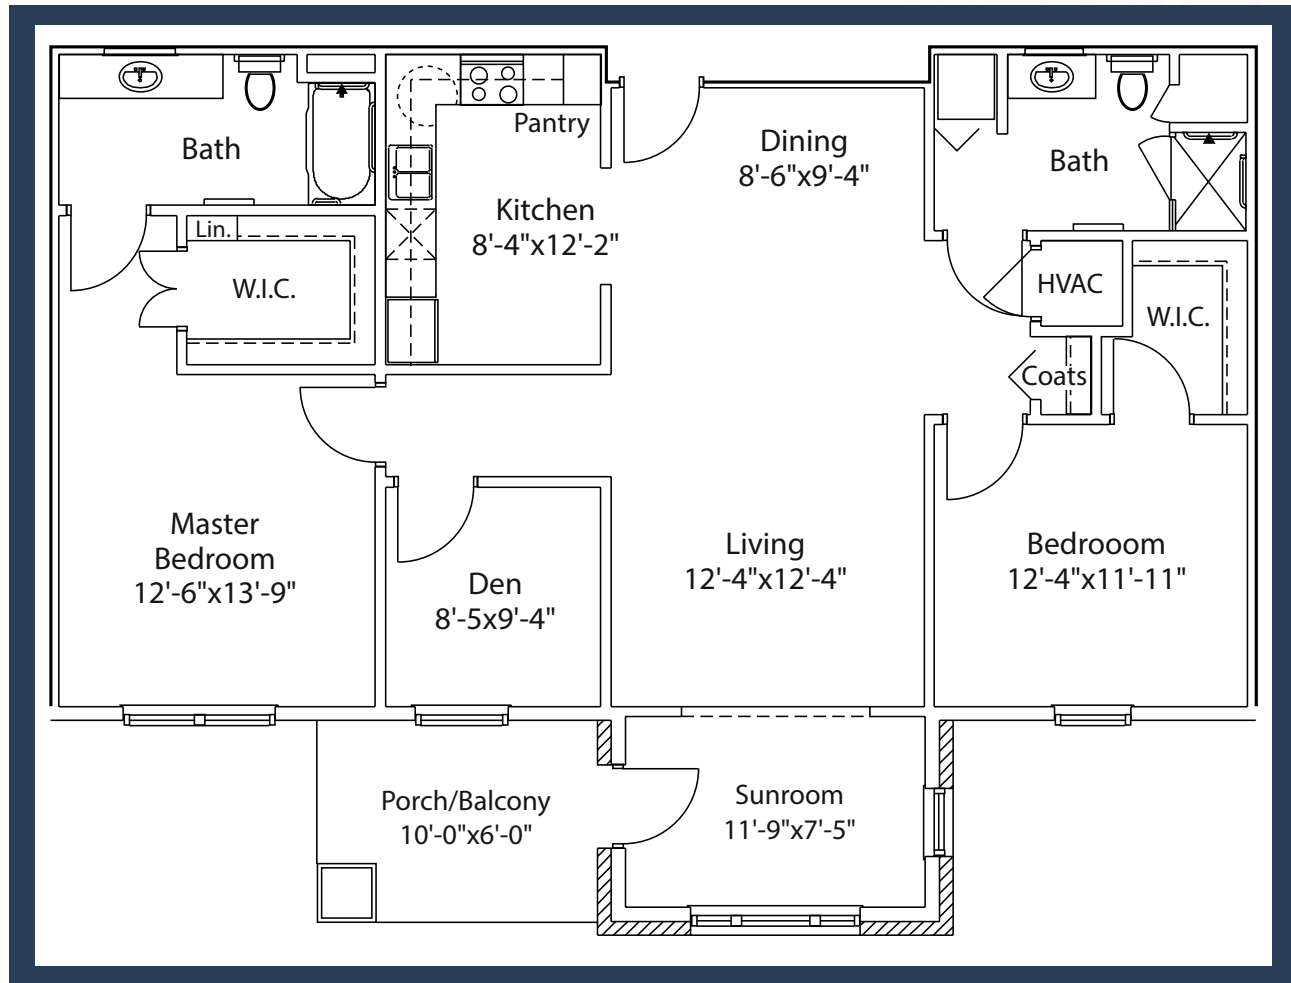 Bath
Lin.
W.I.C.
Pantry
Kitchen
8'-4"x12'-2"
Dining
8'-6"x9'-4"
Bath
HVAC
W.I.C.
Coats
Master
Bedroom
12'-6"x13'-9"
Den
8'-5x9'-4"
Living
12'-4"x12'-4"
Bedrooom
12'-4"x11'-11"
Porch/Balcony
10'-0"x6'-0"
Sunroom
11'-9"x7'-5"